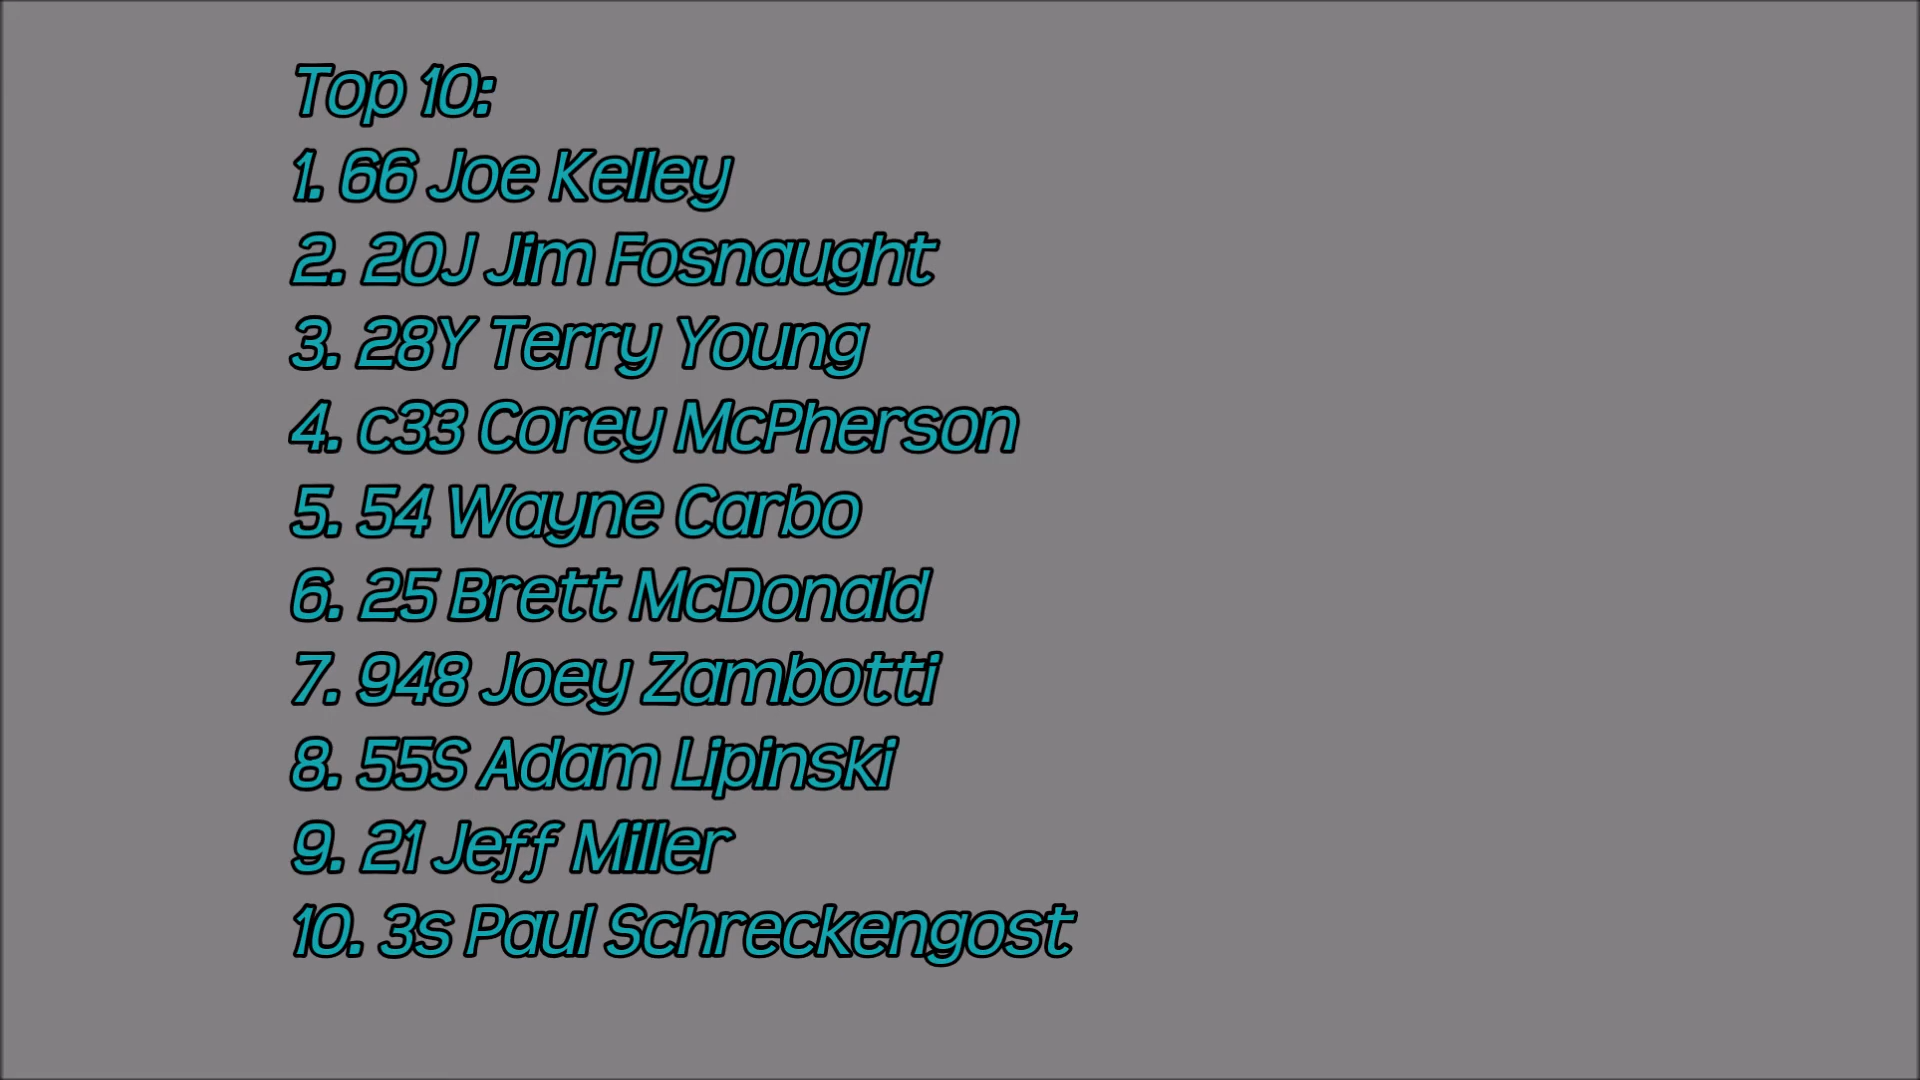 Top 10:
1. 66 Joe Kelley
2. 20J Jim Fosnaught
3. 28Y Terry Young
4. c33 Corey McPherson
5. 54 Wayne Carbo
6. 25 Brett McDonald
7. 948 Joey Zambotti
8. 55S Adam Lipinski
9. 21 Jeff Miller
10. 3s Paul Schreckengost